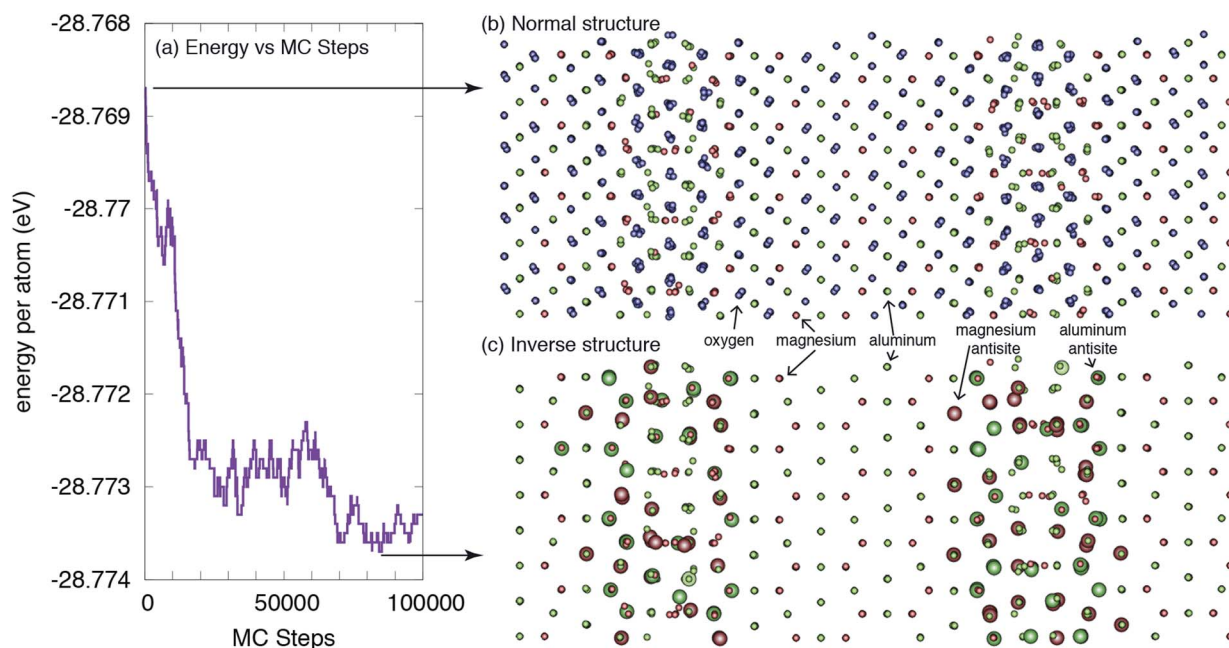 (a) Energy vs MC Steps
energy per atom (eV)
-28.768
-28.769
-28.77
-28.771
-28.772
-28.773
-28.774
0
50000
100000
MC Steps
(b) Normal structure
oxygen
magnesium
aluminum
magnesium
antisite
aluminum
antisite
(c) Inverse structure